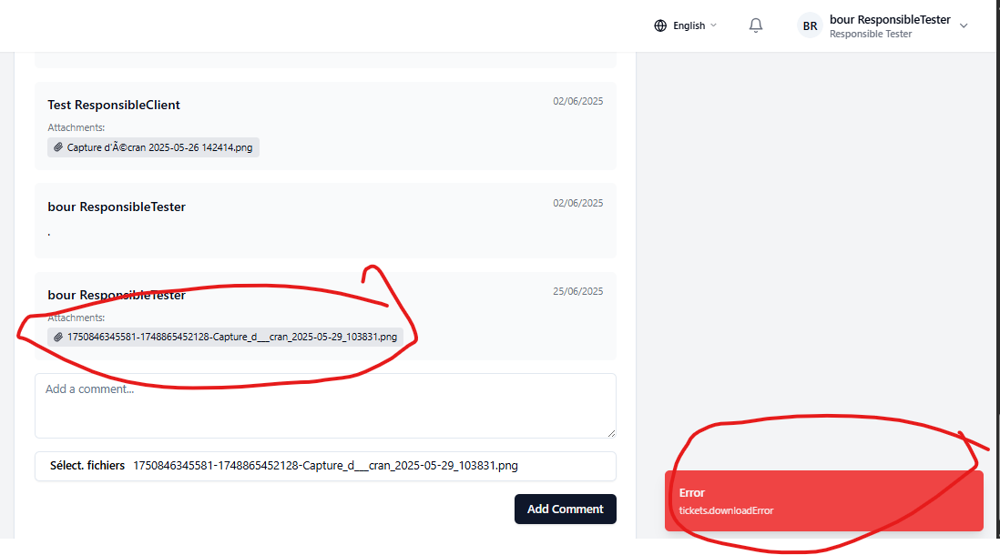 English
BR
bour ResponsibleTester
Responsible Tester
Test ResponsibleClient
02/06/2025
Attachments:
Capture d'Ã©cran 2025-05-26 142414.png
bour ResponsibleTester
02/06/2025
.
bour ResponsibleTester
25/06/2025
Attachments:
1750846345581-1748865452128-Capture_d___cran_2025-05-29_103831.png
Add a comment...
Sélect. fichiers 1750846345581-1748865452128-Capture_d___cran_2025-05-29_103831.png
Add Comment
Error
tickets.downloadError